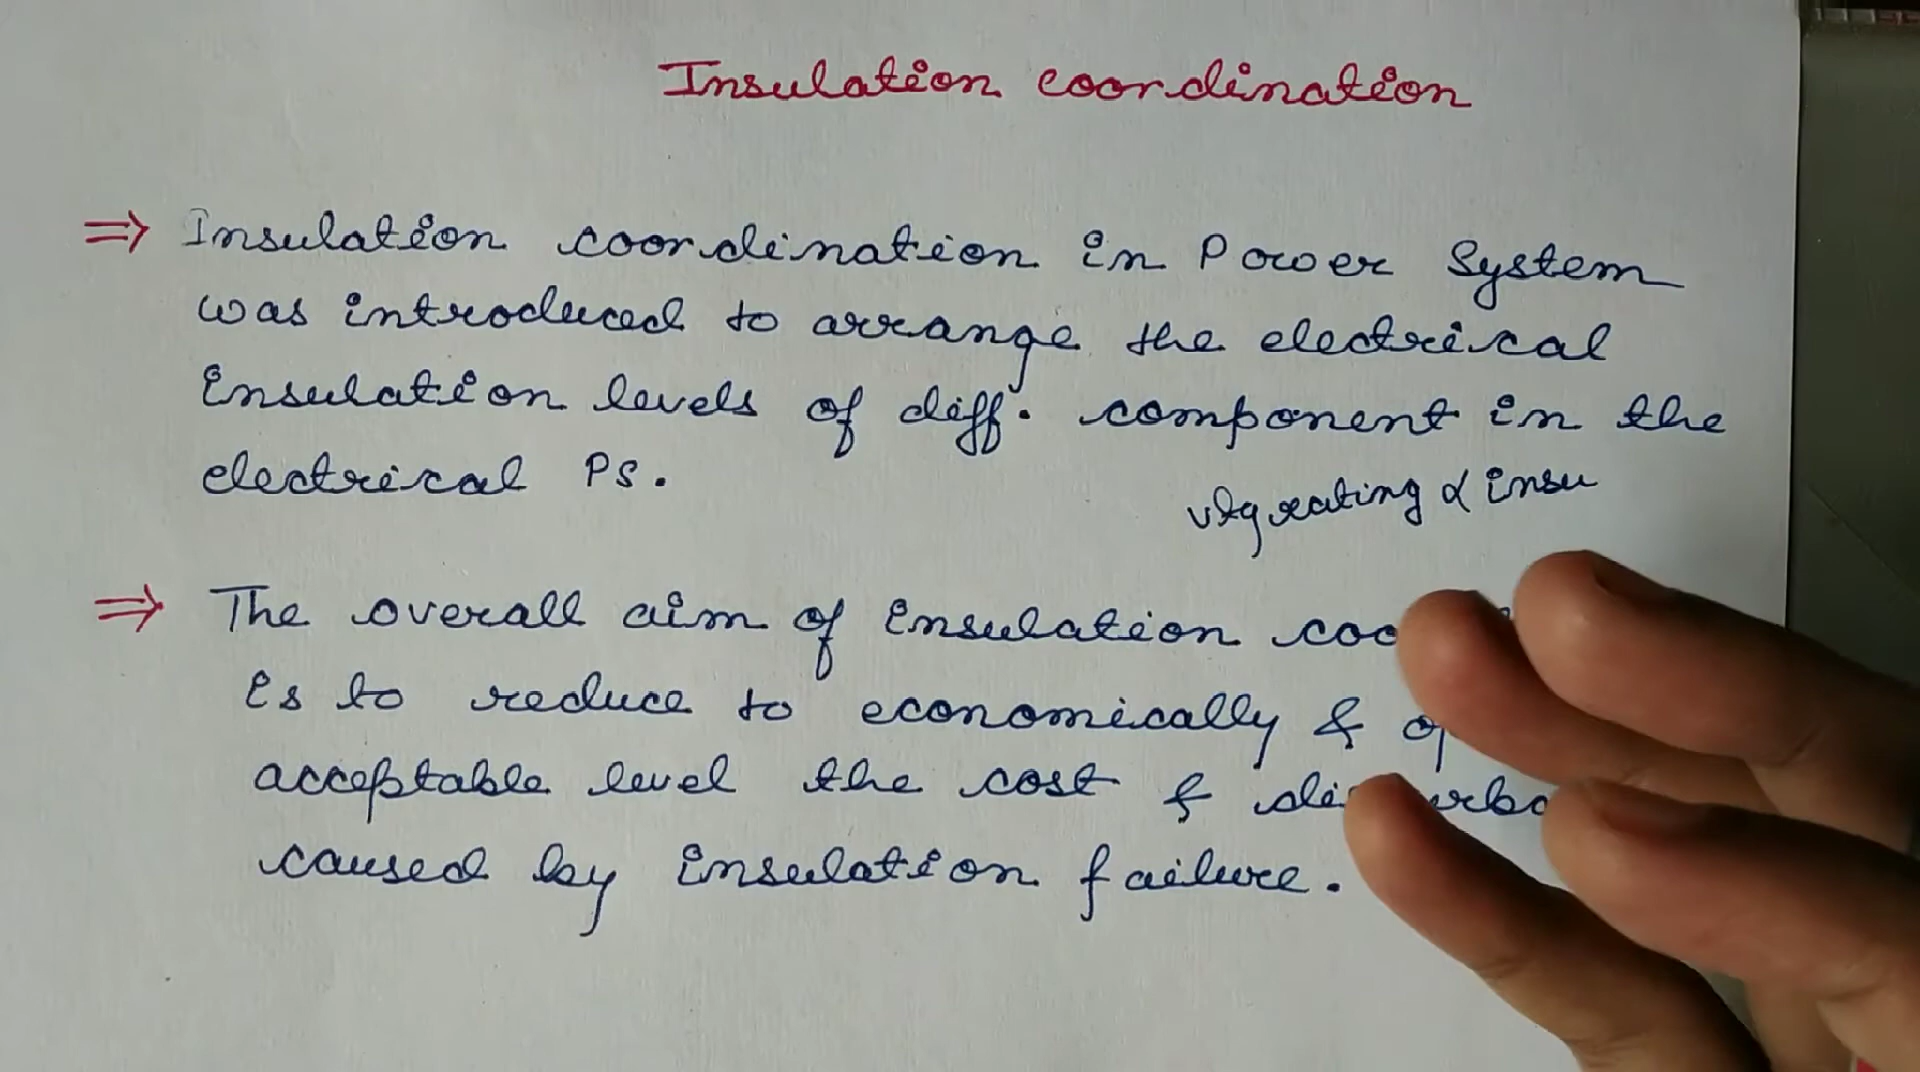 Insulation coordination
⇒ Insulation coordination in Power System
was introduced to arrange the electrical
insulation levels of diff. component in the
electrical PS.
vtg rating α insu
⇒ The overall aim of insulation
is to reduce to economically &
acceptable level the cost &
caused by insulation failure.